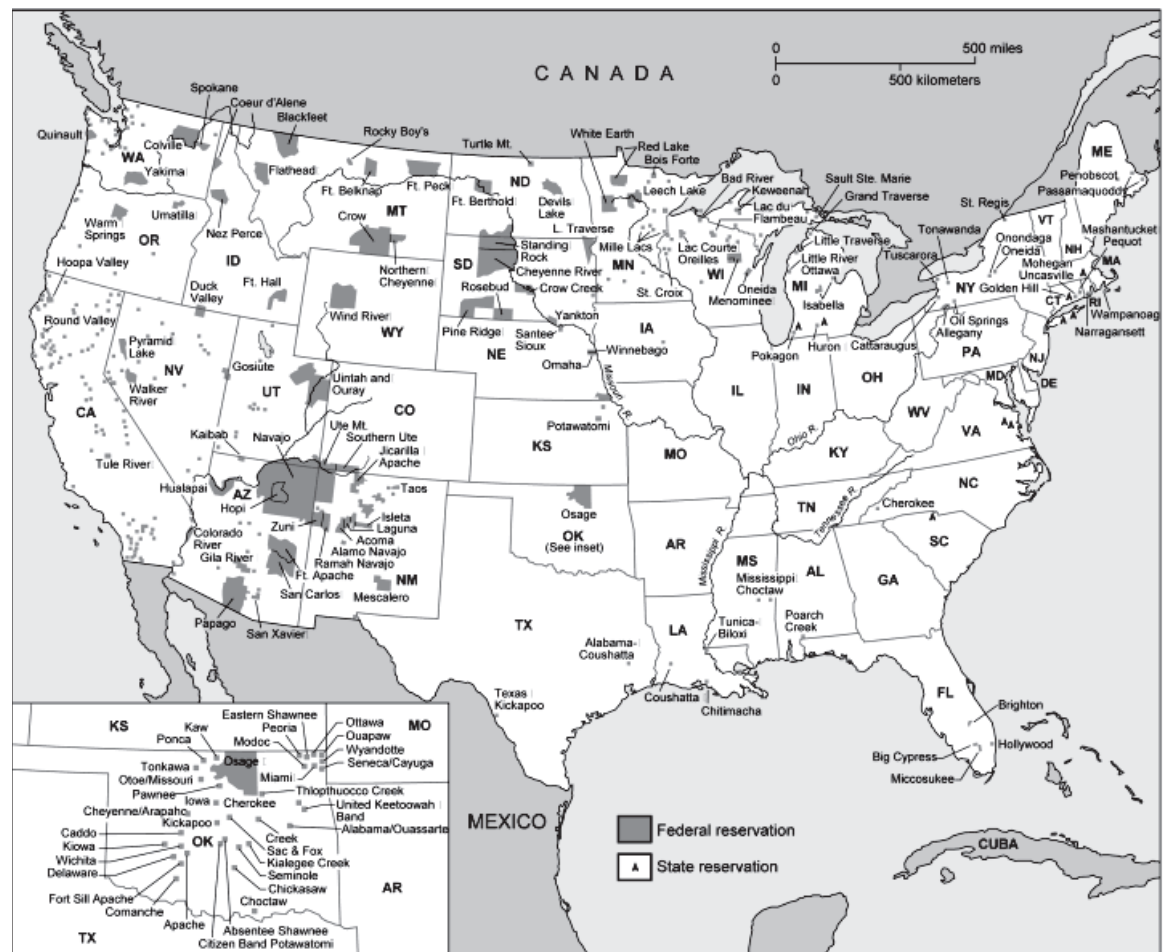 0
500 miles
CANADA
0
500 kilometers
Spokane
Coeur d'Alene
Blackfeet
Rocky Boy's
Turtle Mt.
White Earth
Red Lake
Bois Forte
Quinault
Colville
WA
Yakima
Flathead
Ft. Belknap
Ft. Peck
ND
Ft. Berthold
Devils
Lake
L. Traverse
Leech Lake
Bad River
Keweenah
Lac du
Flambeau
Sault Ste. Marie
Grand Traverse
St. Regis
ME
Penobscot
Passamaquoddy
VT
NH
Mashantucket
Pequot
MA
Warm
Springs
Umatilla
OR
Nez Perce
ID
Crow
MT
Northern
Cheyenne
Standing
Rock
SD
Cheyenne River
Crow Creek
Rosebud
Mille Lacs
MN
Lac Courte
Oreilles
WI
St. Croix
Oneida
Menominee
Little Traverse
Little River
Ottawa
MI
Isabella
Tonawanda
Tuscarora
Onondaga
Oneida
Mohegan
Uncasville
Golden Hill
NY
CT
RI
Wampanoag
Narragansett
Oil Springs
Allegany
Cattaraugus
Pokagon
Huron
Hoopa Valley
Duck
Valley
Ft. Hall
Wind River
WY
Pine Ridge
Santee
Sioux
Yankton
NE
Omaha
Winnebago
IA
Round Valley
Pyramid
Lake
NV
Walker
River
Gosiute
UT
Uintah and
Ouray
CO
CA
Tule River
Kaibab
Navajo
Ute Mt.
Southern Ute
Jicarilla
Apache
Missouri R.
Potawatomi
KS
MO
IL
IN
OH
PA
NJ
MD
DE
WV
VA
Ohio R.
KY
Hualapai
AZ
Hopi
Taos
Zuni
Isleta
Laguna
Acoma
Alamo Navajo
Ramah Navajo
Colorado
River
Gila River
Ft. Apache
San Carlos
NM
Mescalero
Papago
San Xavier
Osage
OK
(See inset)
AR
TN
Tennessee R.
Cherokee
NC
SC
Mississippi R.
MS
Mississippi
Choctaw
AL
GA
TX
Alabama-
Coushatta
LA
Tunica-
Biloxi
Poarch
Creek
Texas
Kickapoo
Coushatta
Chitimacha
FL
Brighton
Big Cypress
Hollywood
Miccosukee
MEXICO
CUBA
Federal reservation
State reservation
KS
MO
Eastern Shawnee
Peoria
Modoc
Ottawa
Ouapaw
Wyandotte
Seneca/Cayuga
Kaw
Ponca
Osage
Tonkawa
Otoe/Missouri
Miami
Pawnee
Thlopthuocco Creek
Iowa
Cherokee
United Keetoowah
Band
Cheyenne/Arapaho
Kickapoo
Alabama/Ouassarte
Caddo
OK
Creek
Kiowa
Sac & Fox
Kialegee Creek
Wichita
Seminole
Delaware
Chickasaw
Fort Sill Apache
Choctaw
Comanche
Apache
Absentee Shawnee
Citizen Band Potawatomi
AR
TX